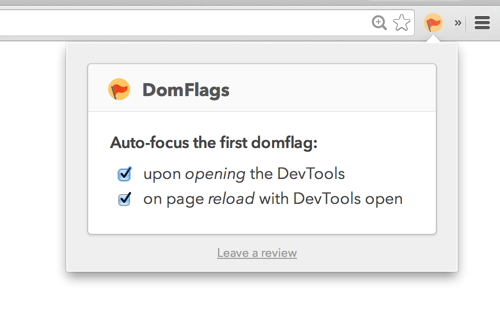 »
DomFlags
Auto-focus the first domflag:
upon opening the DevTools
on page reload with DevTools open
Leave a review